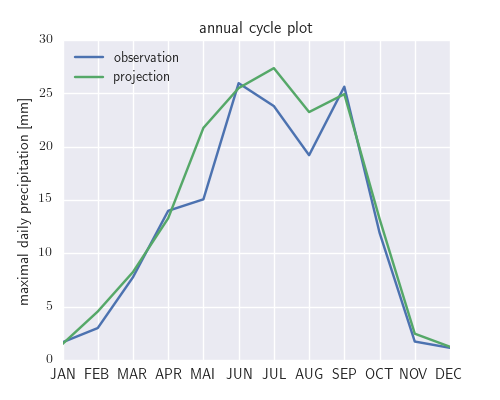 annual cycle plot
30
25
20
15
10
5
0
maximal daily precipitation [mm]
observation
projection
JAN FEB MAR APR MAI JUN JUL AUG SEP OCT NOV DEC